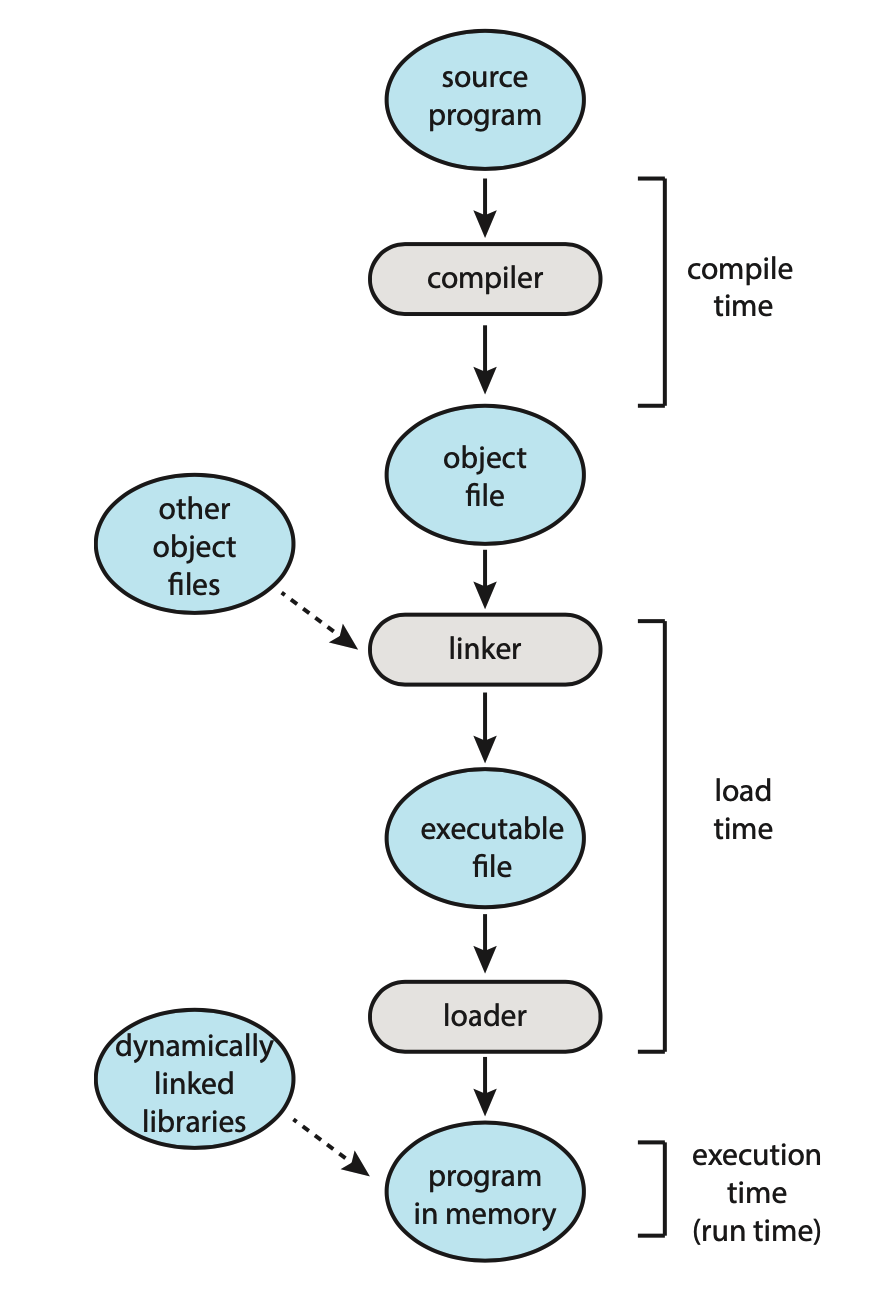 source
program
compiler
compile
time
object
file
other
object
files
linker
load
time
executable
file
loader
dynamically
linked
libraries
program
in memory
execution
time
(run time)